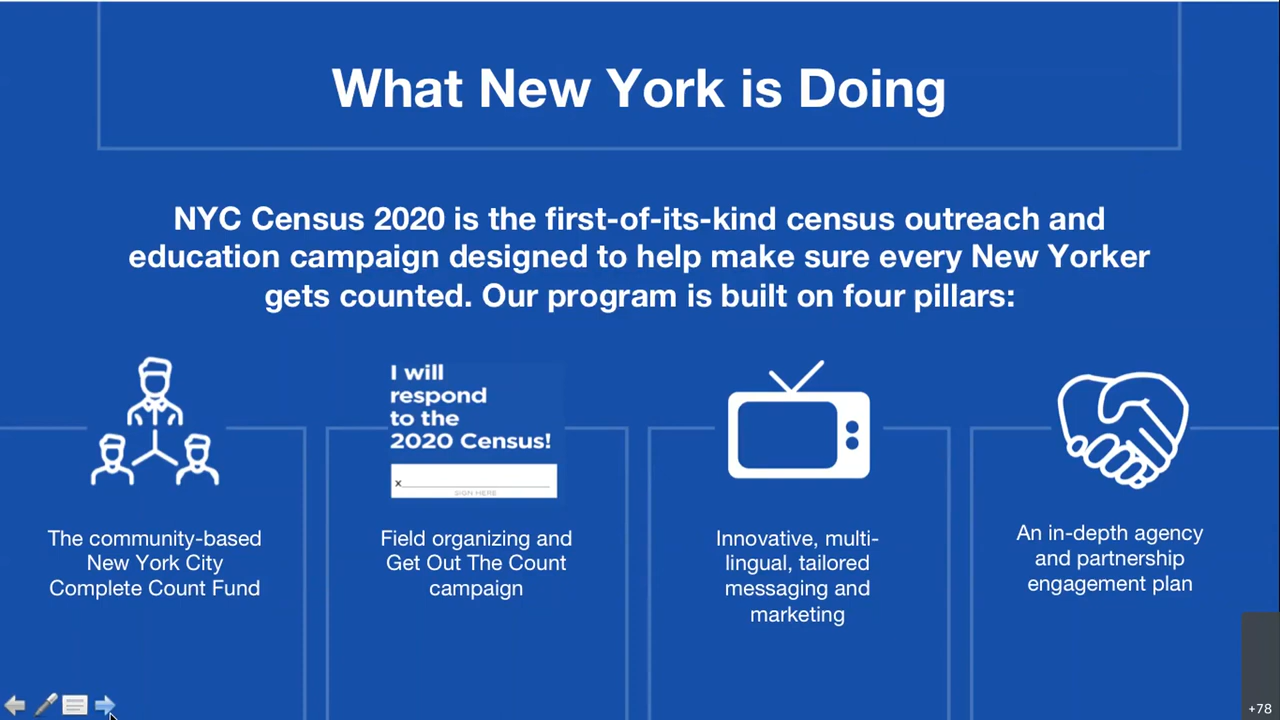 What New York is Doing
NYC Census 2020 is the first-of-its-kind census outreach and
education campaign designed to help make sure every New Yorker
gets counted. Our program is built on four pillars:
I will
respond
to the
2020 Census!
x
SIGN HERE
The community-based
New York City
Complete Count Fund
Field organizing and
Get Out The Count
campaign
Innovative, multi-
lingual, tailored
messaging and
marketing
An in-depth agency
and partnership
engagement plan
+78